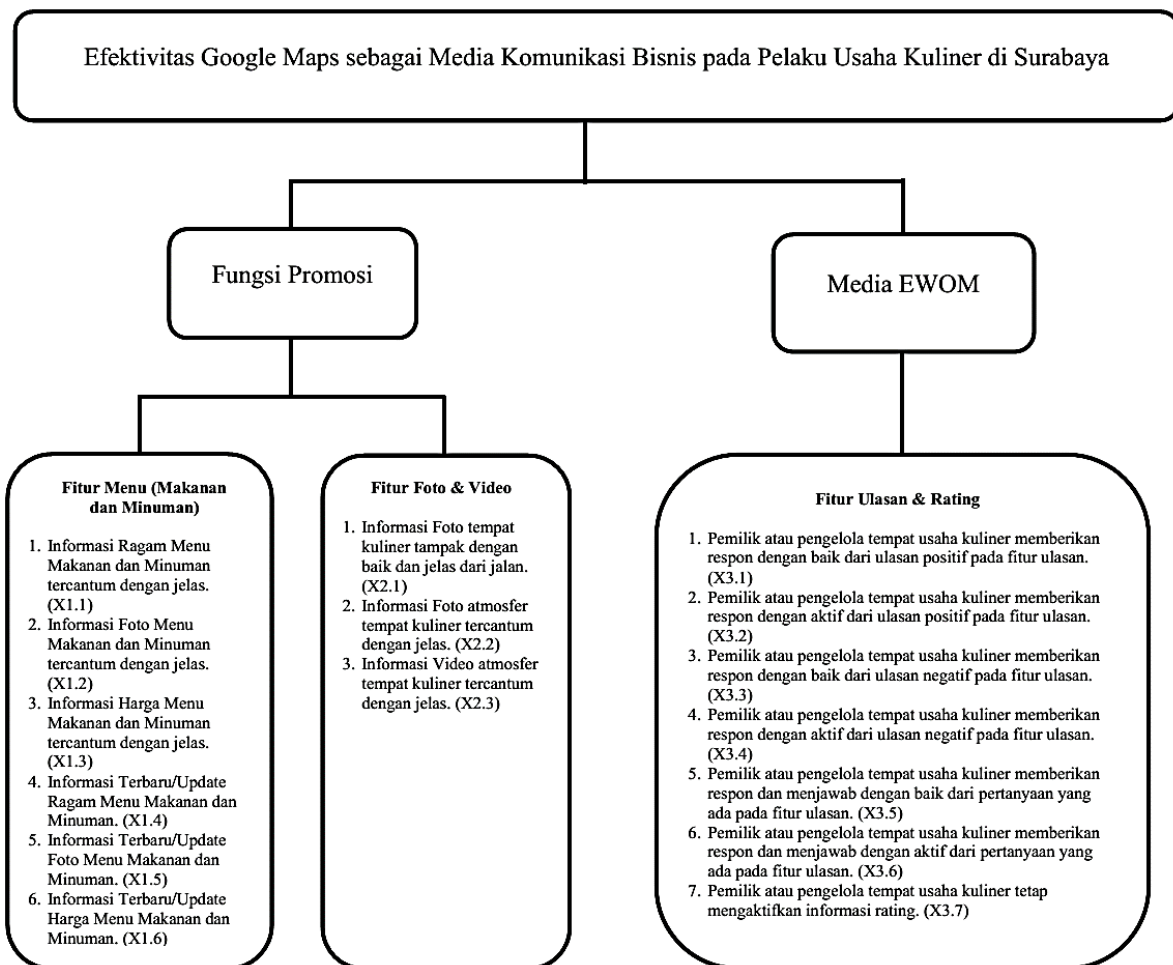 Efektivitas Google Maps sebagai Media Komunikasi Bisnis pada Pelaku Usaha Kuliner di Surabaya
Fungsi Promosi
Media EWOM
Fitur Menu (Makanan
dan Minuman)
1. Informasi Ragam Menu
Makanan dan Minuman
tercantum dengan jelas.
(X1.1)
2. Informasi Foto Menu
Makanan dan Minuman
tercantum dengan jelas.
(X1.2)
3. Informasi Harga Menu
Makanan dan Minuman
tercantum dengan jelas.
(X1.3)
4. Informasi Terbaru/Update
Ragam Menu Makanan dan
Minuman. (X1.4)
5. Informasi Terbaru/Update
Foto Menu Makanan dan
Minuman. (X1.5)
6. Informasi Terbaru/Update
Harga Menu Makanan dan
Minuman. (X1.6)
Fitur Foto & Video
1. Informasi Foto tempat
kuliner tampak dengan
baik dan jelas dari jalan.
(X2.1)
2. Informasi Foto atmosfer
tempat kuliner tercantum
dengan jelas. (X2.2)
3. Informasi Video atmosfer
tempat kuliner tercantum
dengan jelas. (X2.3)
Fitur Ulasan & Rating
1. Pemilik atau pengelola tempat usaha kuliner memberikan
respon dengan baik dari ulasan positif pada fitur ulasan.
(X3.1)
2. Pemilik atau pengelola tempat usaha kuliner memberikan
respon dengan aktif dari ulasan positif pada fitur ulasan.
(X3.2)
3. Pemilik atau pengelola tempat usaha kuliner memberikan
respon dengan baik dari ulasan negatif pada fitur ulasan.
(X3.3)
4. Pemilik atau pengelola tempat usaha kuliner memberikan
respon dengan aktif dari ulasan negatif pada fitur ulasan.
(X3.4)
5. Pemilik atau pengelola tempat usaha kuliner memberikan
respon dan menjawab dengan baik dari pertanyaan yang
ada pada fitur ulasan. (X3.5)
6. Pemilik atau pengelola tempat usaha kuliner memberikan
respon dan menjawab dengan aktif dari pertanyaan yang
ada pada fitur ulasan. (X3.6)
7. Pemilik atau pengelola tempat usaha kuliner tetap
mengaktifkan informasi rating. (X3.7)